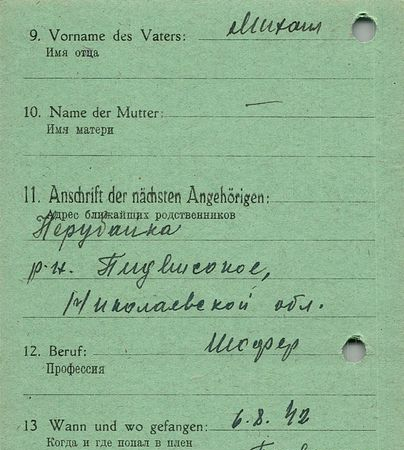 9. Vorname des Vaters: Михаил
Имя отца
10. Name der Mutter: —
Имя матери
11. Anschrift der nächsten Angehörigen:
Адрес ближайших родственников
Нерубайка
р-н. Пидвисокое,
Николаевской обл.
12. Beruf: Шофер
Профессия
13 Wann und wo gefangen: 6.8.42
Когда и где попал в плен